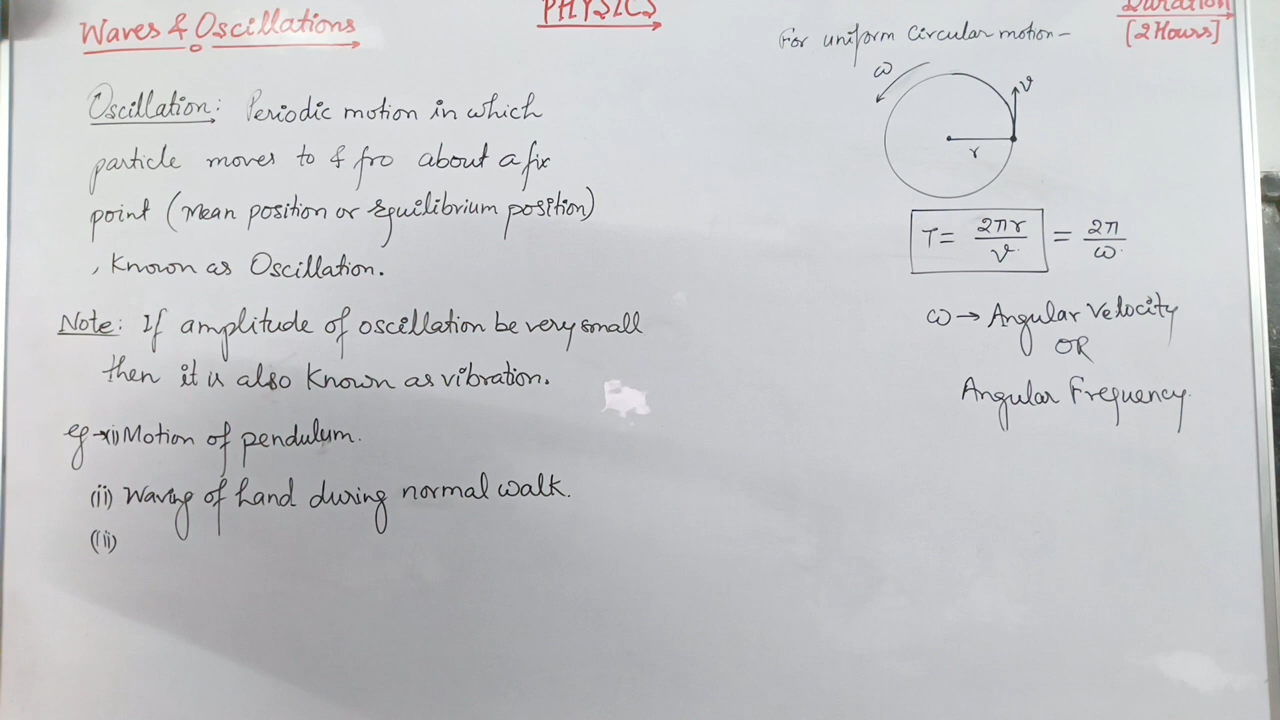 Waves & Oscillations
PHYSICS
Duration
[2 Hours]
Oscillation: Periodic motion in which
particle moves to & fro about a fix
point (Mean position or Equilibrium position)
, Known as Oscillation.
Note: If amplitude of oscillation be very small
then it is also Known as vibration.
eg → (i) Motion of pendulum.
(ii) Waving of hand during normal walk.
(iii)
For uniform Circular motion –
ω
v
r
T = 2πr/v = 2π/ω
ω → Angular Velocity
OR
Angular Frequency.